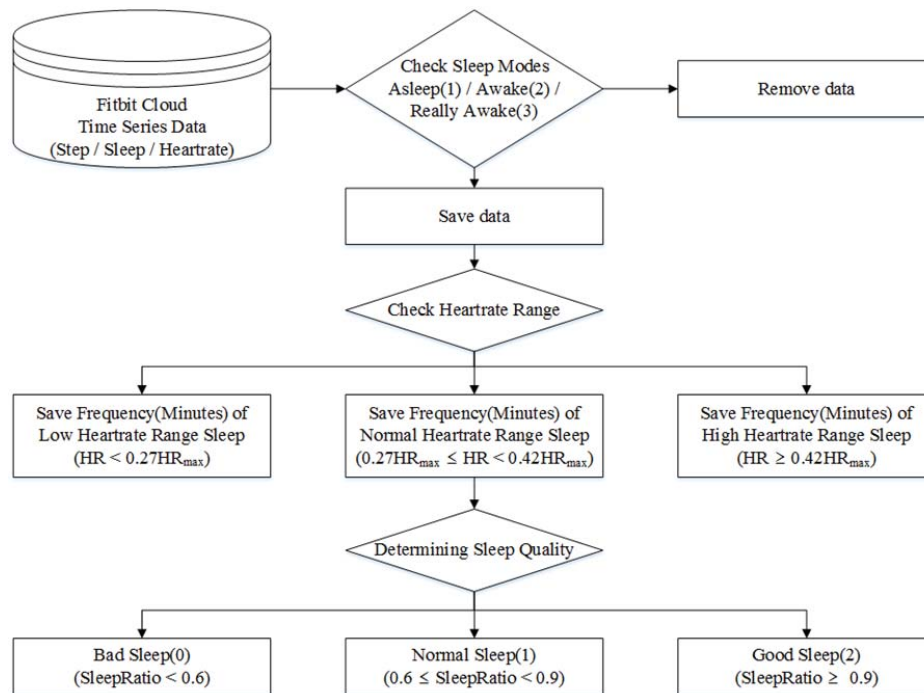 Fitbit Cloud
Time Series Data
(Step / Sleep / Heartrate)
Check Sleep Modes
Asleep(1) / Awake(2) /
Really Awake(3)
Remove data
Save data
Check Heartrate Range
Save Frequency(Minutes) of
Low Heartrate Range Sleep
(HR < 0.27HRmax)
Save Frequency(Minutes) of
Normal Heartrate Range Sleep
(0.27HRmax ≤ HR < 0.42HRmax)
Save Frequency(Minutes) of
High Heartrate Range Sleep
(HR ≥ 0.42HRmax)
Determining Sleep Quality
Bad Sleep(0)
(SleepRatio < 0.6)
Normal Sleep(1)
(0.6 ≤ SleepRatio < 0.9)
Good Sleep(2)
(SleepRatio ≥ 0.9)